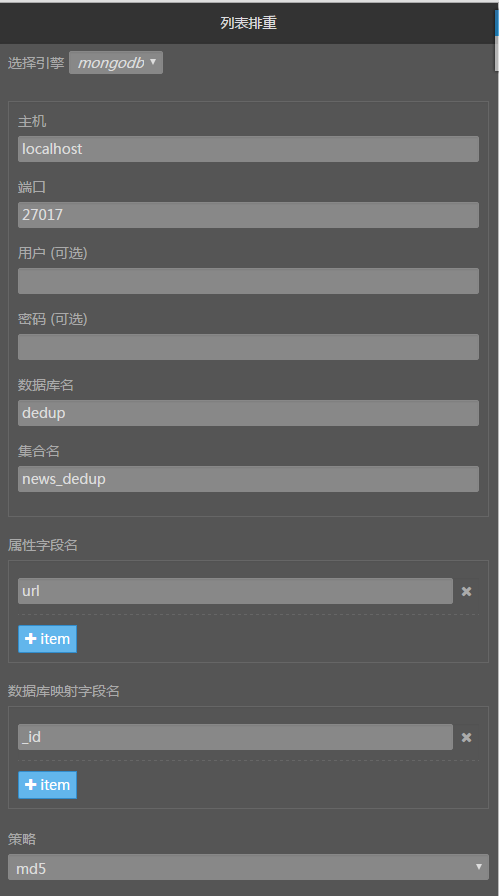 列表排重
选择引擎 mongodb
主机
localhost
端口
27017
用户 (可选)
密码 (可选)
数据库名
dedup
集合名
news_dedup
属性字段名
url
item
数据库映射字段名
_id
item
策略
md5